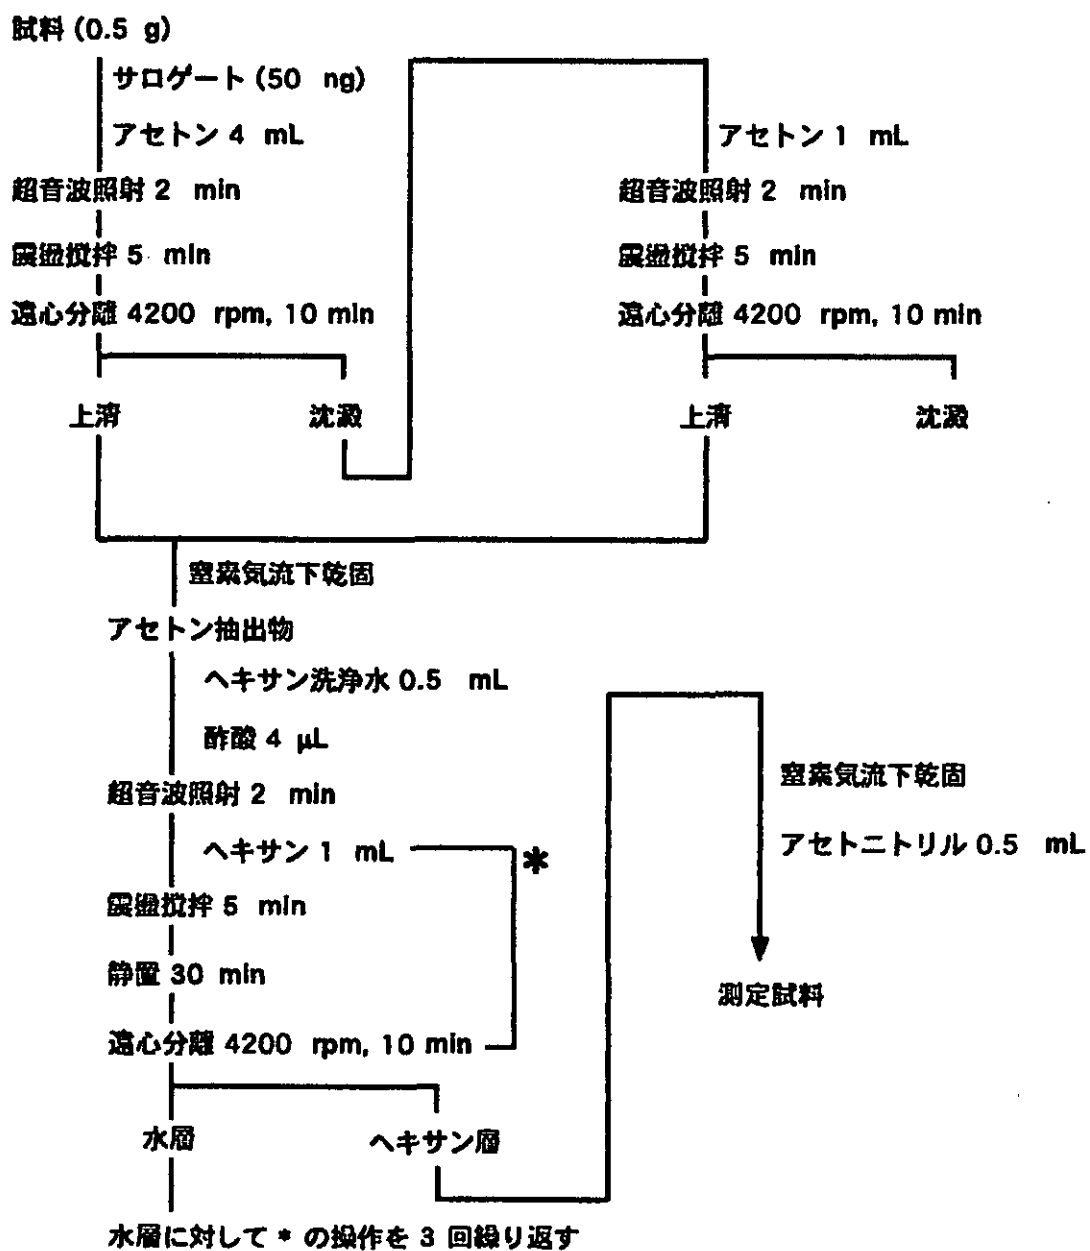 試料 (0.5 g)
サロゲート (50 ng)
アセトン 4 mL
超音波照射 2 min
震盪攪拌 5 min
遠心分離 4200 rpm, 10 min
上清
沈澱
アセトン 1 mL
超音波照射 2 min
震盪攪拌 5 min
遠心分離 4200 rpm, 10 min
上清
沈澱
窒素気流下乾固
アセトン抽出物
ヘキサン洗浄水 0.5 mL
酢酸 4 μL
超音波照射 2 min
ヘキサン 1 mL
*
震盪攪拌 5 min
静置 30 min
遠心分離 4200 rpm, 10 min
水層
ヘキサン層
水層に対して * の操作を 3 回繰り返す
窒素気流下乾固
アセトニトリル 0.5 mL
測定試料